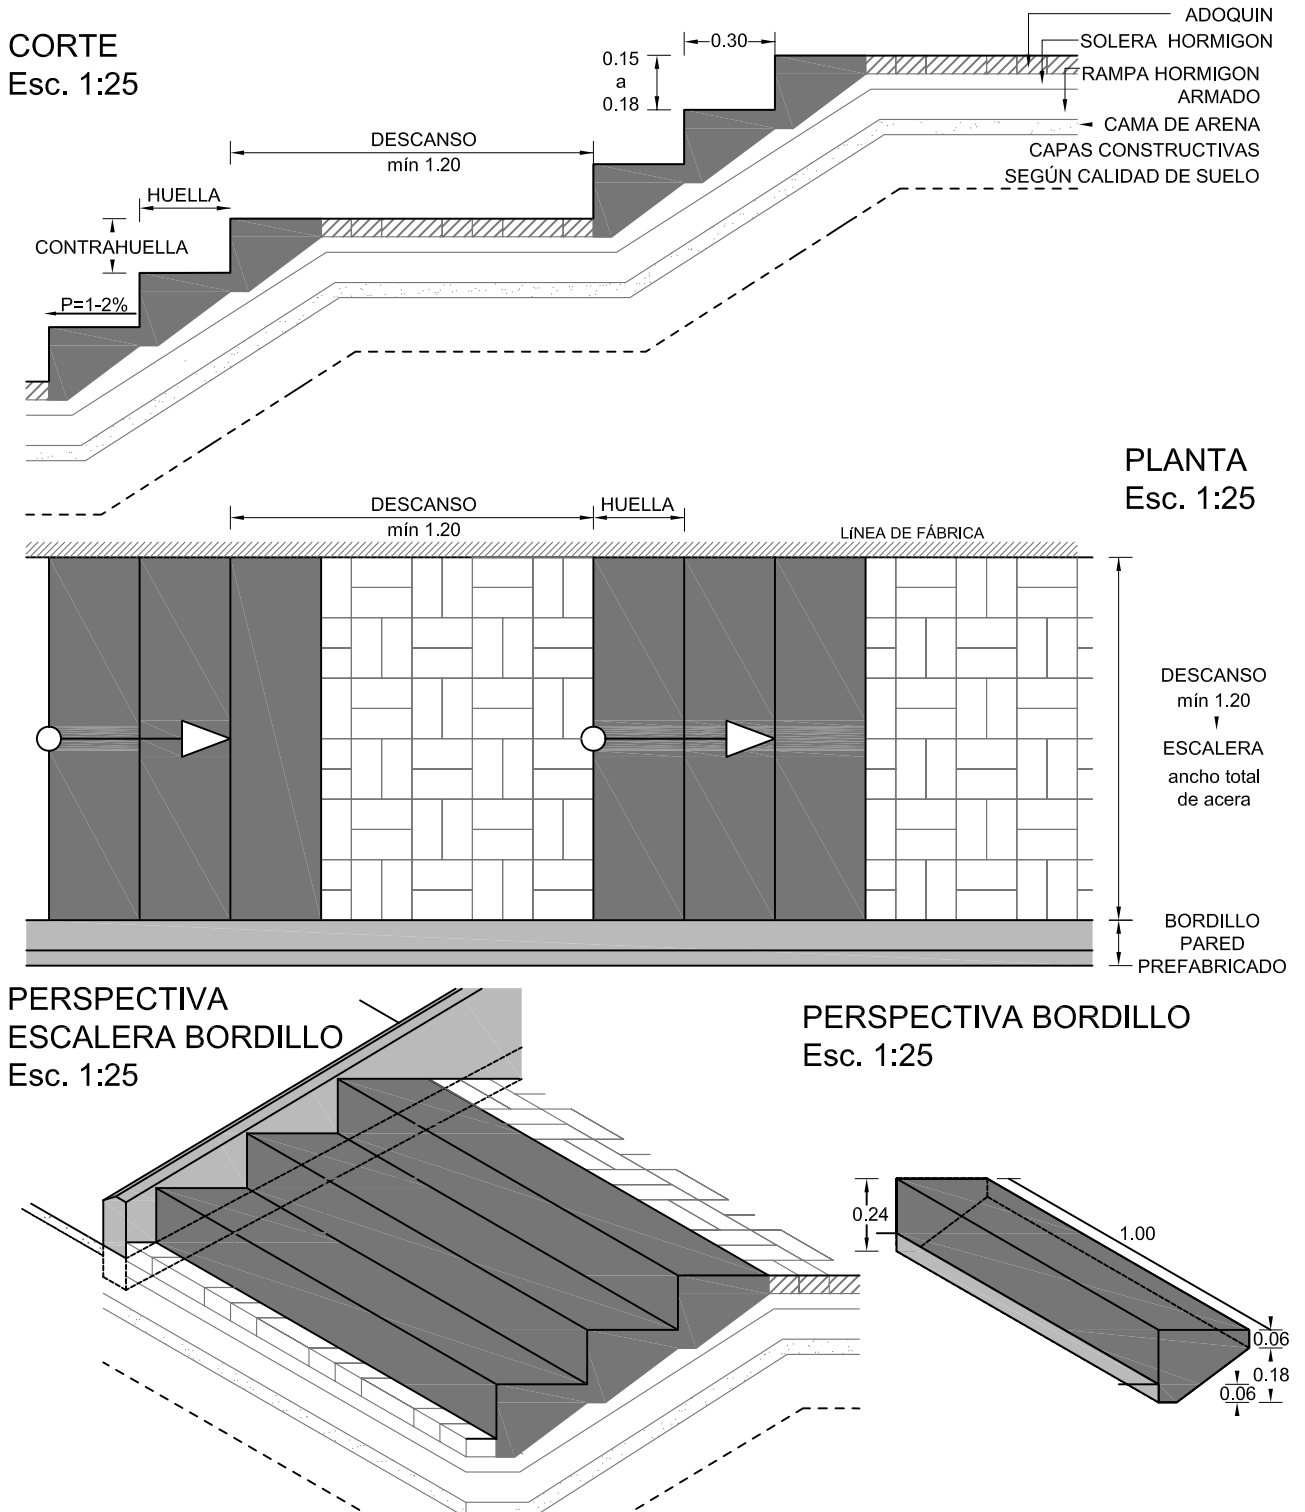 CORTE
Esc. 1:25
ADOQUIN
SOLERA HORMIGON
RAMPA HORMIGON
ARMADO
CAMA DE ARENA
CAPAS CONSTRUCTIVAS
SEGÚN CALIDAD DE SUELO
0.30
0.15
a
0.18
DESCANSO
mín 1.20
HUELLA
CONTRAHUELLA
P=1-2%
PLANTA
Esc. 1:25
DESCANSO
mín 1.20
HUELLA
LíNEA DE FÁBRICA
DESCANSO
mín 1.20
ESCALERA
ancho total
de acera
BORDILLO
PARED
PREFABRICADO
PERSPECTIVA
ESCALERA BORDILLO
Esc. 1:25
PERSPECTIVA BORDILLO
Esc. 1:25
0.24
1.00
0.06
0.18
0.06